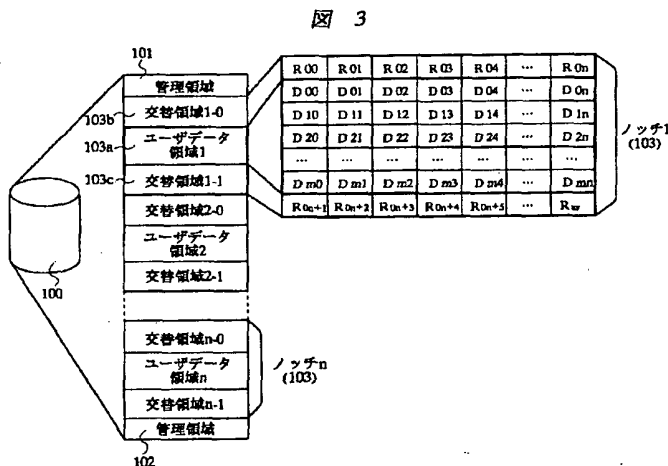 図 3
101
管理領域
交替領域1-0
103b
ユーザデータ
領域1
103a
交替領域1-1
103c
交替領域2-0
ユーザデータ
領域2
交替領域2-1
100
交替領域n-0
ユーザデータ
領域n
交替領域n-1
管理領域
102
ノッチn
(103)
R 00 R 01 R 02 R 03 R 04 … R 0n
D 00 D 01 D 02 D 03 D 04 … D 0n
D 10 D 11 D 12 D 13 D 14 … D 1n
D 20 D 21 D 22 D 23 D 24 … D 2n
… … … … … … …
D m0 D m1 D m2 D m3 D m4 … D mn
R 0n+1 R 0n+2 R 0n+3 R 0n+4 R 0n+5 …
ノッチ1
(103)